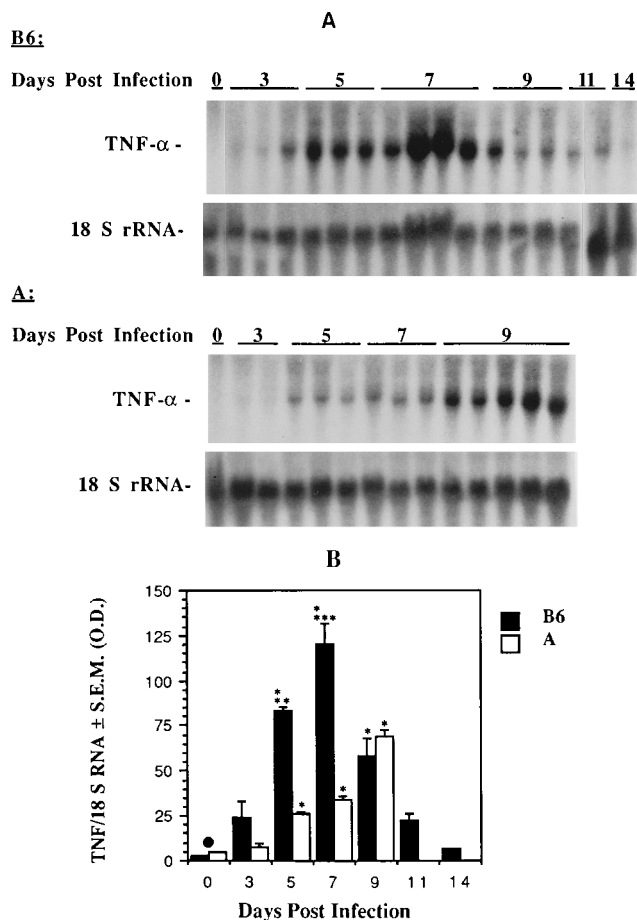 A
B6:
Days Post Infection 0 3 5 7 9 11 14
TNF-α -
18 S rRNA-
A:
Days Post Infection 0 3 5 7 9
TNF-α -
18 S rRNA-
B
TNF/18 S RNA ± S.E.M. (O.D.)
150
125
100
75
50
25
0
* *** * ** * * * *
B6
A
0 3 5 7 9 11 14
Days Post Infection